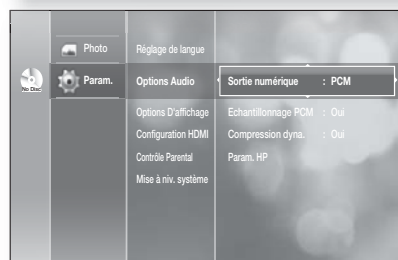 Photo
Réglage de langue
No Disc
Param.
Options Audio
Sortie numérique : PCM
Options D'affichage
Echantillonnage PCM : Oui
Configuration HDMI
Compression dyna. : Oui
Contrôle Parental
Param. HP
Mise à niv. système